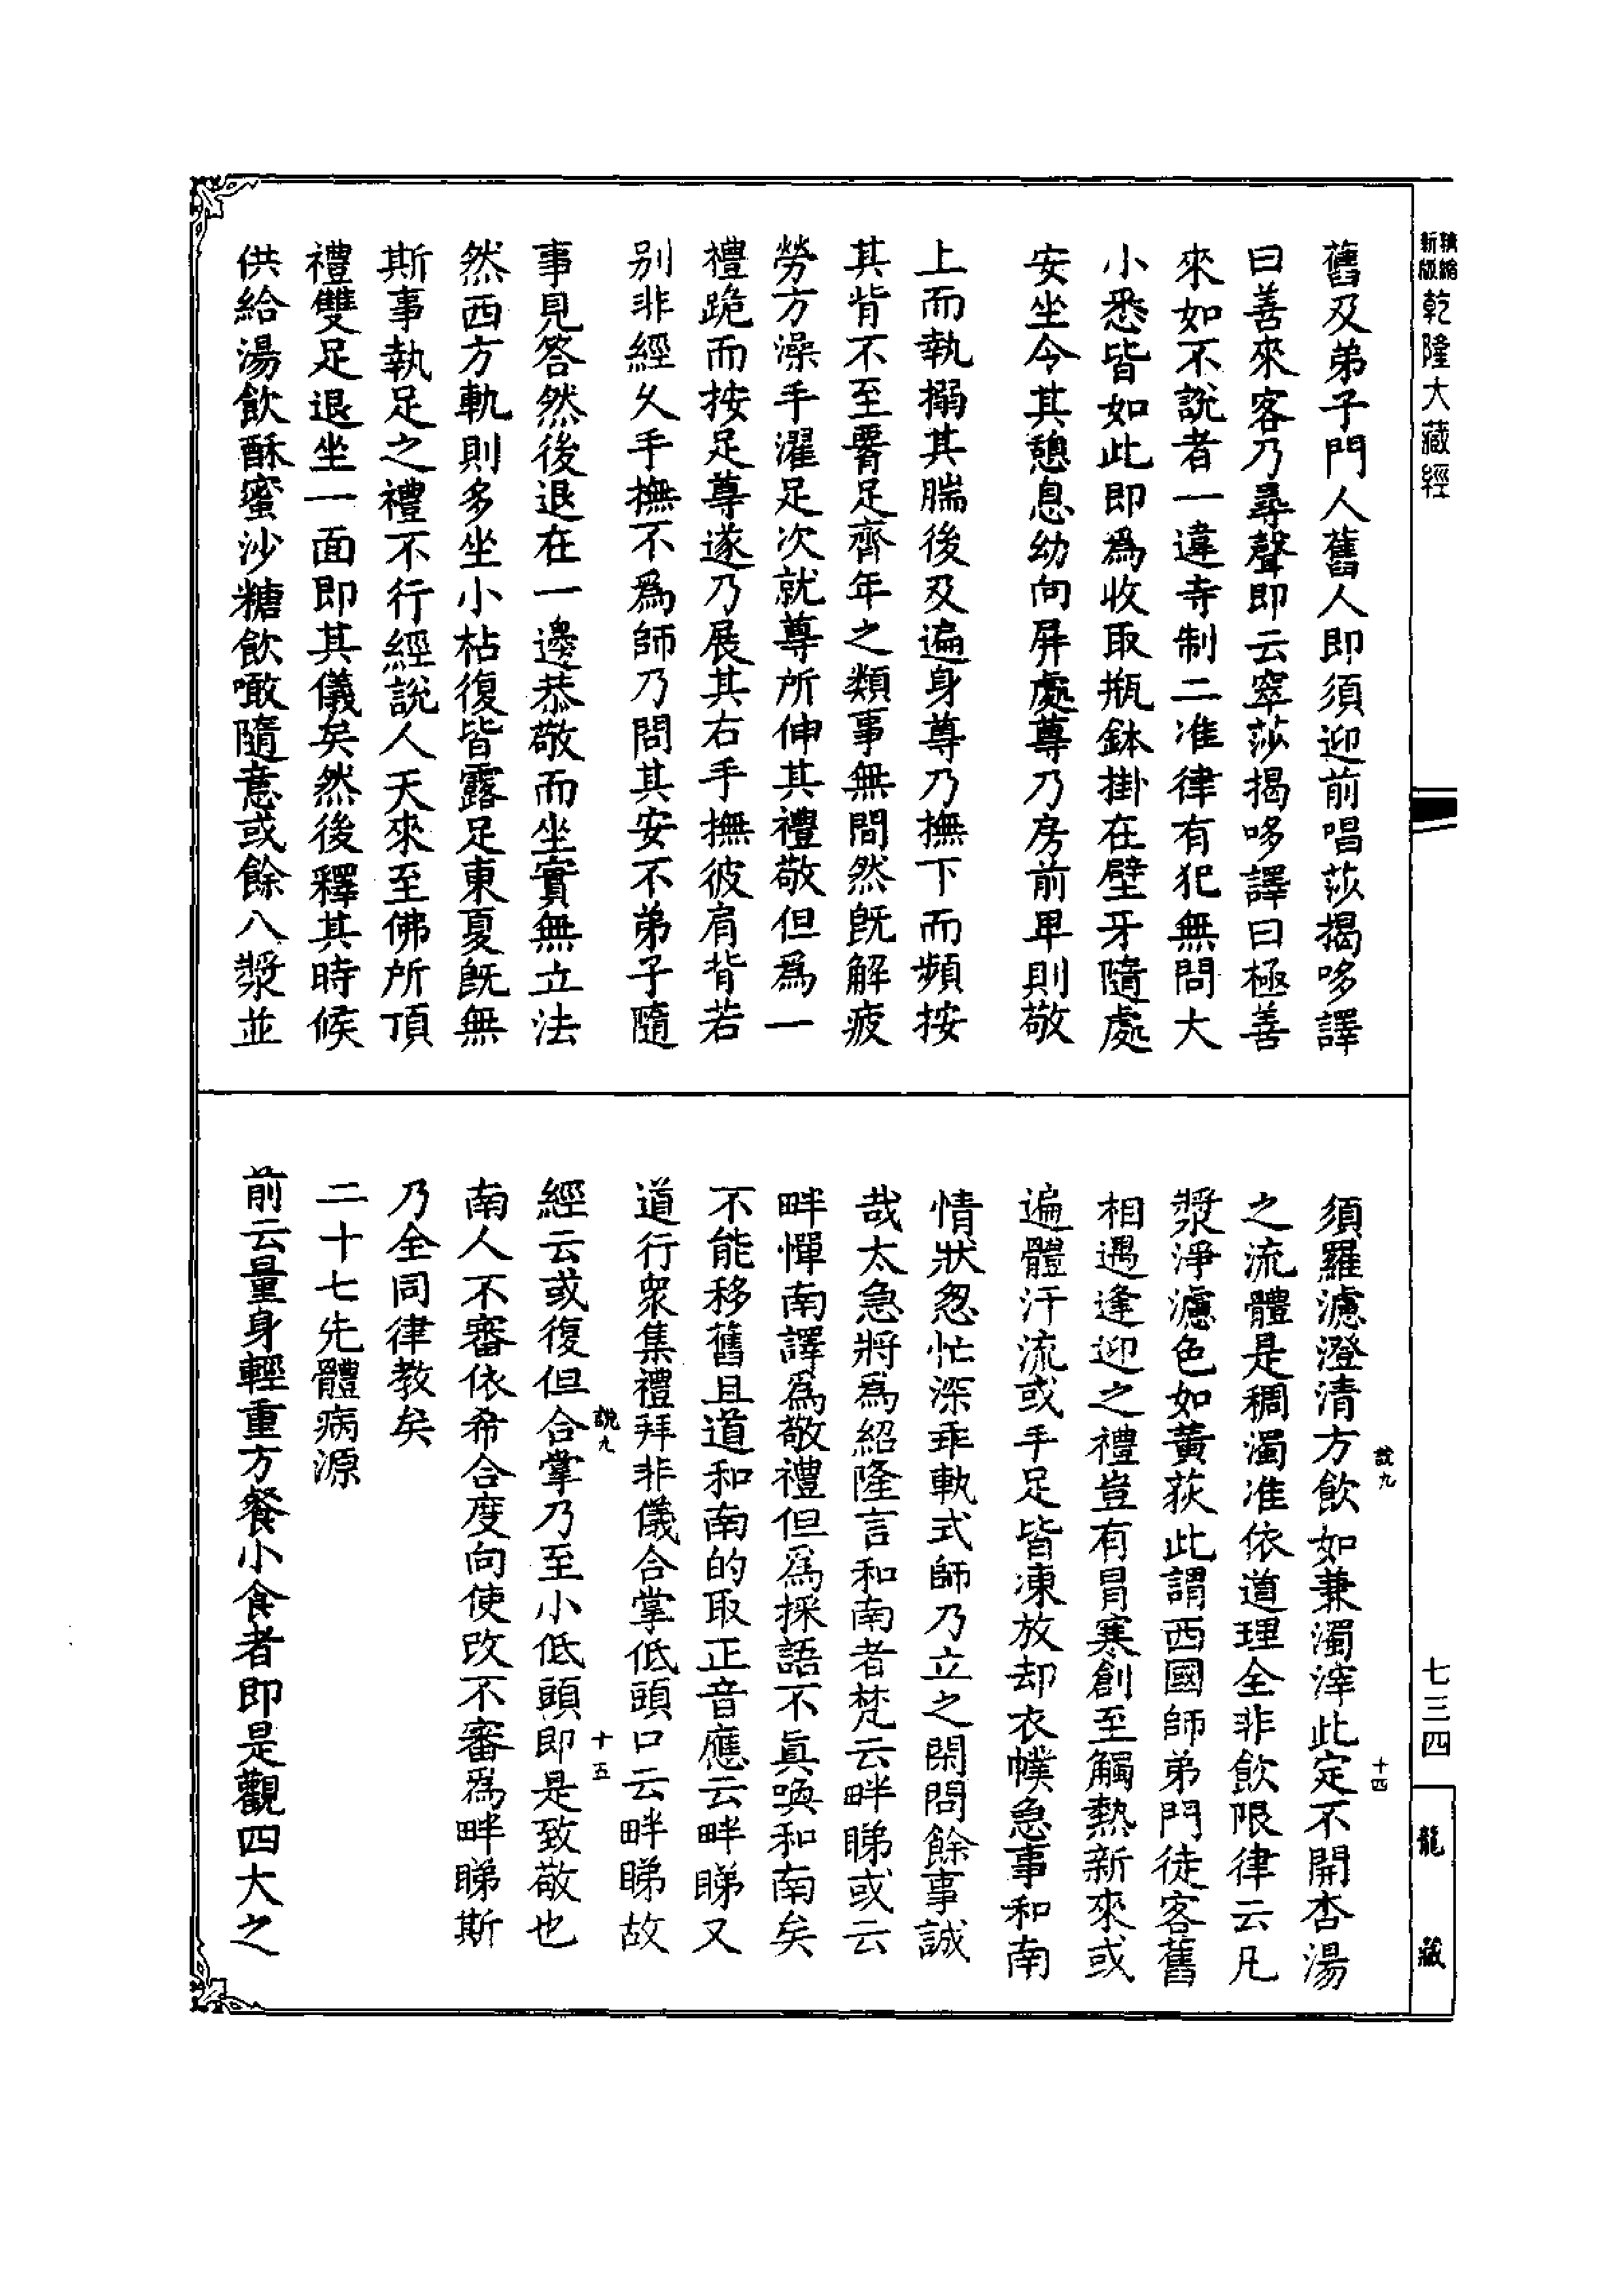 新版
精縮
乾隆大藏經
七三四
龍藏
舊及弟子門人舊人即須迎前唱莎揭哆譯
曰善來客乃尋聲即云窣莎揭哆譯曰極善
來如不說者一違寺制二准律有犯無問大
小悉皆如此即爲收取瓶鉢掛在壁牙隨處
安坐令其憩息幼向屏處尊乃房前卑則敬
上而執搦其腨後及遍身尊乃撫下而頻按
其背不至𦝫足齊年之類事無間然既解疲
勞方澡手濯足次就尊所伸其禮敬但爲一
禮跪而按足尊遂乃展其右手撫彼肩背若
別非經久手撫不爲師乃問其安不弟子隨
事見答然後退在一邊恭敬而坐實無立法
然西方軌則多坐小枯復皆露足東夏既無
斯事執足之禮不行經說人天來至佛所頂
禮雙足退坐一面即其儀矣然後釋其時候
供給湯飲酥蜜沙糖飲噉隨意或餘八漿並
說九
十四
須羅濾澄清方飲如兼濁滓此定不開杏湯
之流體是稠濁准依道理全非飲限律云凡
漿淨濾色如黃荻此謂西國師弟門徒客舊
相遇逢迎之禮豈有冒寒創至觸熱新來或
遍體汗流或手足皆凍放却衣幞急事和南
情狀怱忙深乖軌式師乃立之閑問餘事誠
哉太急將爲紹隆言和南者梵云畔睇或云
畔憚南譯爲敬禮但爲採語不真喚和南矣
不能移舊且道和南的取正音應云畔睇又
道行衆集禮拜非儀合掌低頭口云畔睇故
說九
十五
經云或復但合掌乃至小低頭即是致敬也
南人不審依希合度向使改不審爲畔睇斯
乃全同律教矣
二十七先體病源
前云量身輕重方餐小食者即是觀四大之